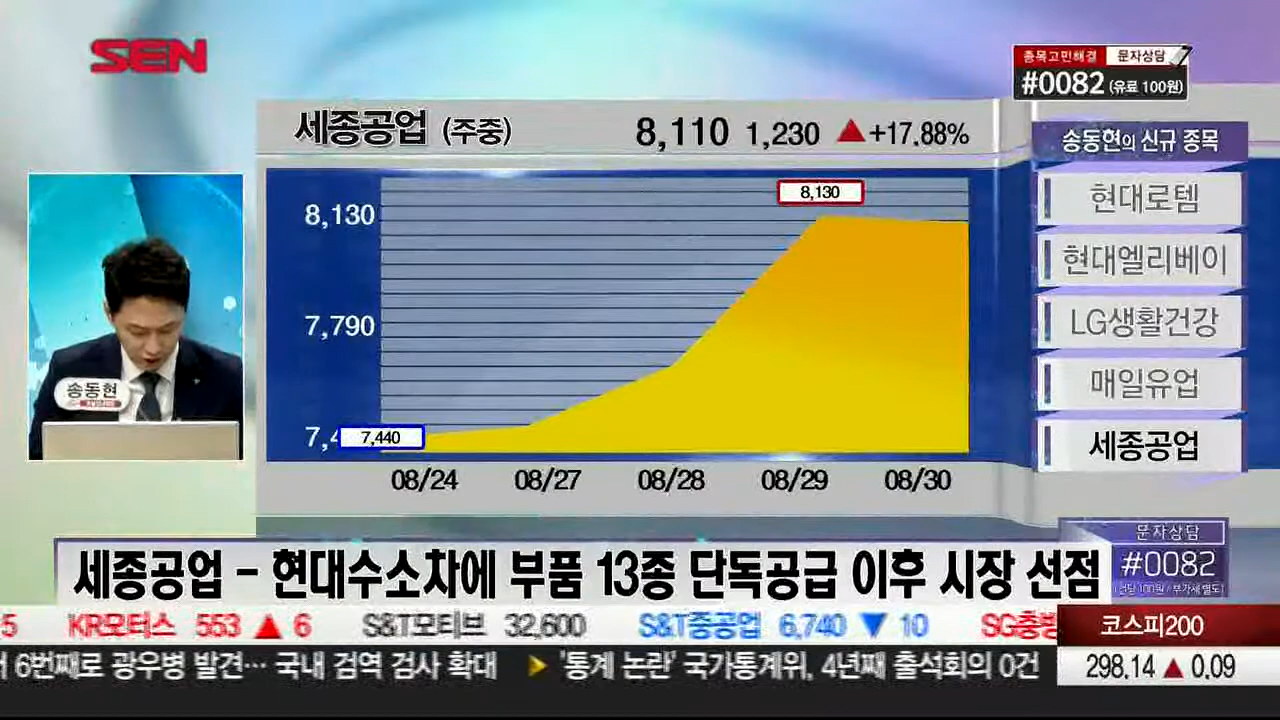 SEN
종목고민해결 문자상담
#0082 (유료 100원)
세종공업 (주중) 8,110 1,230 ▲+17.88%
송동현의 신규 종목
현대로템
현대엘리베이
LG생활건강
매일유업
세종공업
8,130
8,130
7,790
7,440
08/24 08/27 08/28 08/29 08/30
송동현
세종공업 - 현대수소차에 부품 13종 단독공급 이후 시장 선점
문자상담
#0082
5 KR모터스 553 ▲ 6 S&T모티브 32,600 S&T중공업 6,740 ▼ 10 SG충방
코스피200
298.14 ▲ 0.09
6번째로 광우병 발견… 국내 검역 검사 확대 ▶ '통계 논란' 국가통계위, 4년째 출석회의 0건